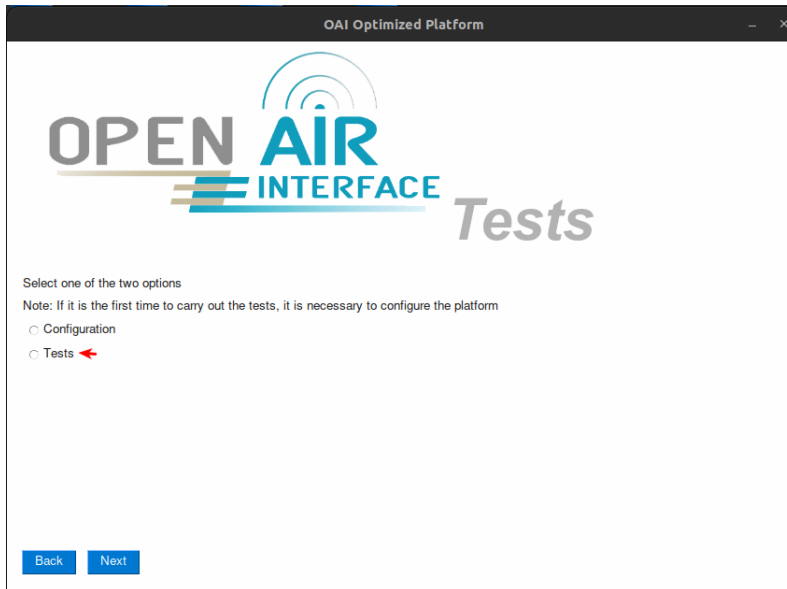 OAI Optimized Platform
OPEN AIR
INTERFACE
Tests
Select one of the two options
Note: If it is the first time to carry out the tests, it is necessary to configure the platform
Configuration
Tests
Back Next